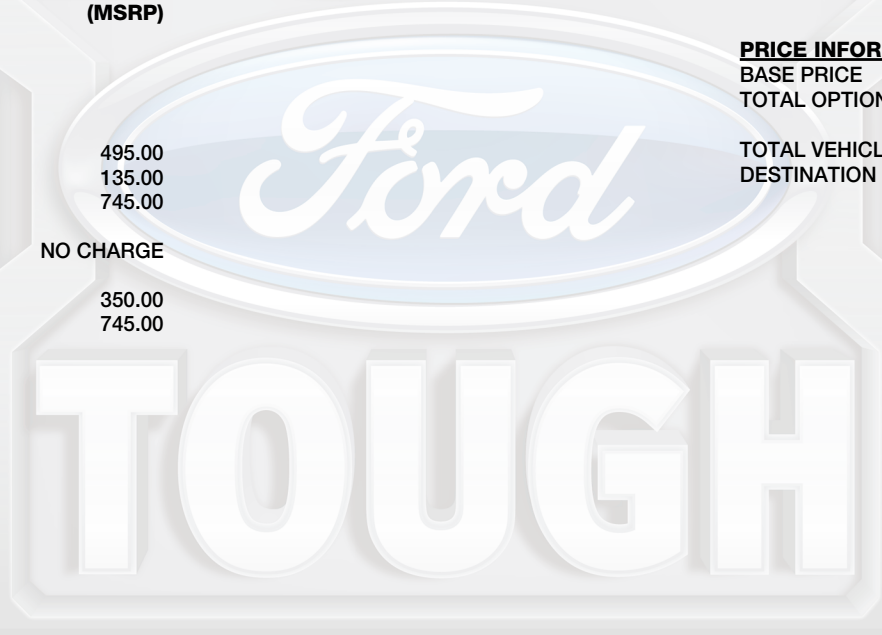 (MSRP)
495.00
135.00
745.00
NO CHARGE
350.00
745.00
PRICE INFOR
BASE PRICE
TOTAL OPTION
TOTAL VEHICL
DESTINATION
Ford
TOUGH